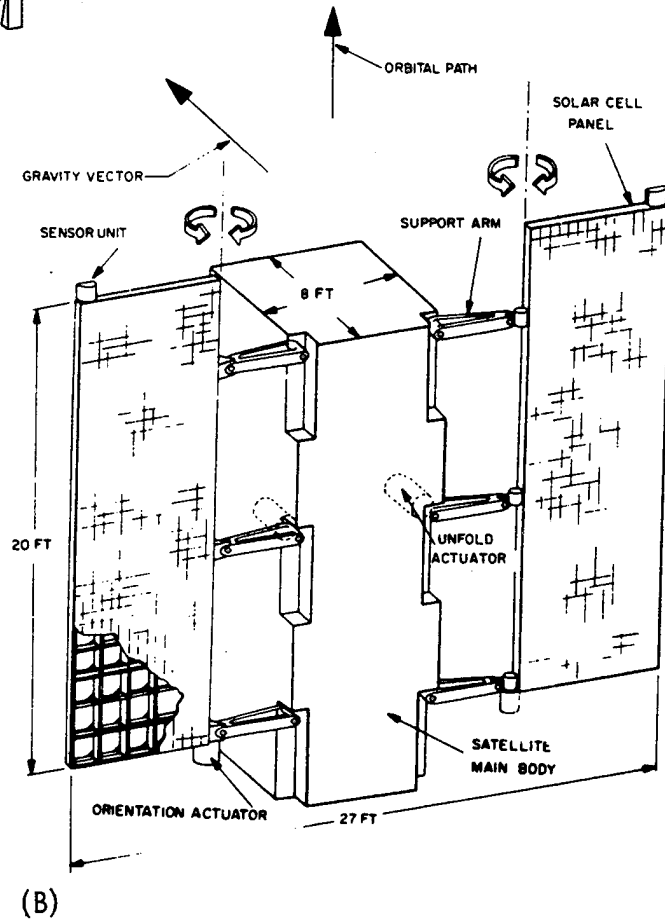 ORBITAL PATH
SOLAR CELL
PANEL
GRAVITY VECTOR
SENSOR UNIT
SUPPORT ARM
8 FT
20 FT
UNFOLD
ACTUATOR
SATELLITE
MAIN BODY
ORIENTATION ACTUATOR
27 FT
(B)